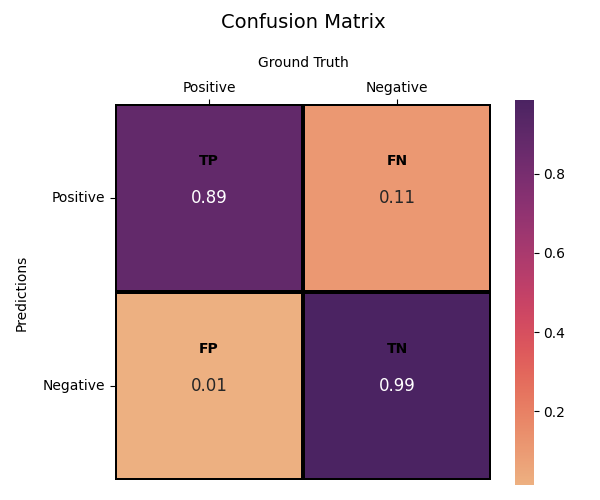 Confusion Matrix
Ground Truth
Positive Negative
TP FN
Positive 0.89 0.11
Predictions
FP TN
Negative 0.01 0.99
0.8
0.6
0.4
0.2